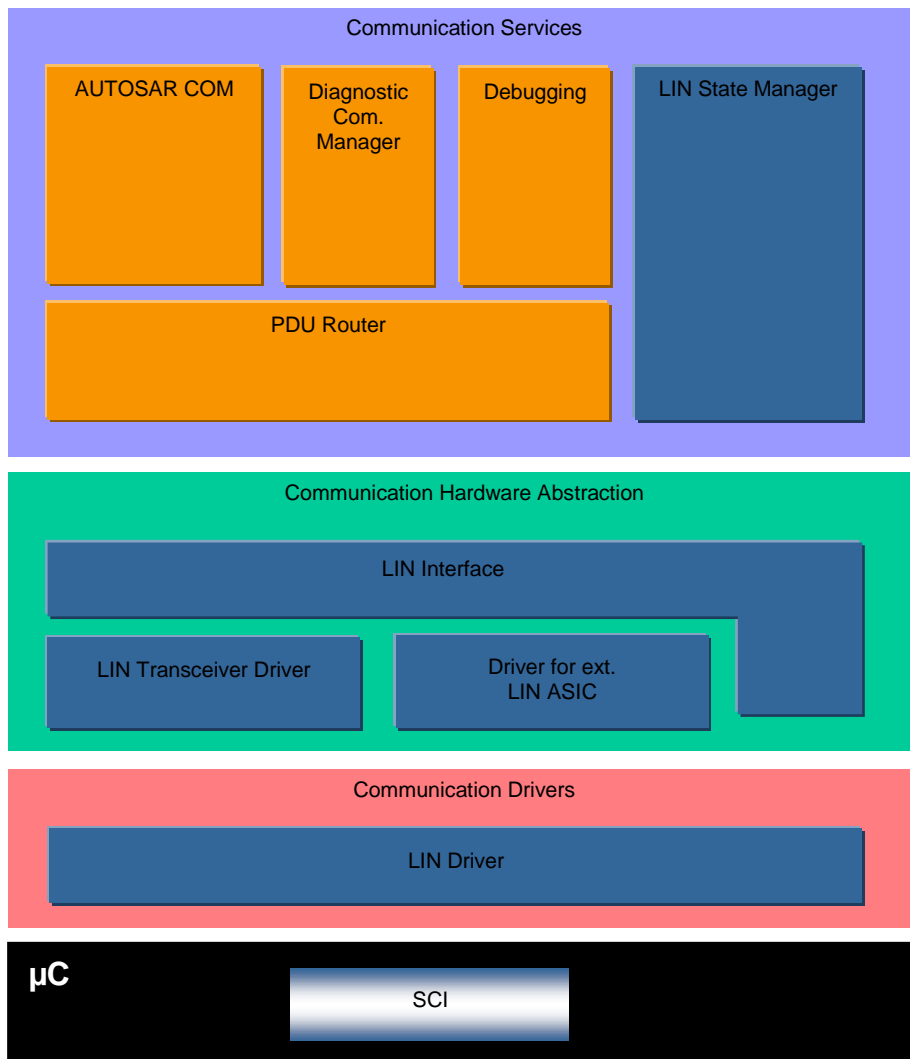 Communication Services
AUTOSAR COM
Diagnostic
Com.
Manager
Debugging
LIN State Manager
PDU Router
Communication Hardware Abstraction
LIN Interface
LIN Transceiver Driver
Driver for ext.
LIN ASIC
Communication Drivers
LIN Driver
µC
SCI